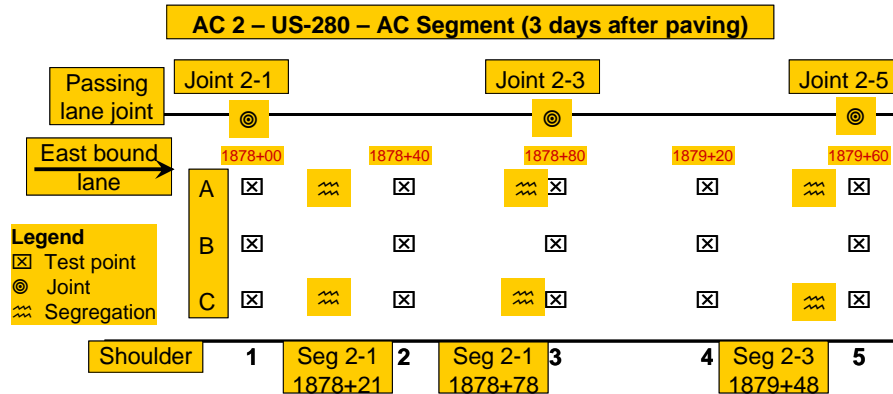 AC 2 – US-280 – AC Segment (3 days after paving)
Passing
lane joint
Joint 2-1
Joint 2-3
Joint 2-5
East bound
lane
1878+00
1878+40
1878+80
1879+20
1879+60
A
B
C
Legend
Test point
Joint
Segregation
Shoulder
1
Seg 2-1
1878+21
2
Seg 2-1
1878+78
3
4
Seg 2-3
1879+48
5